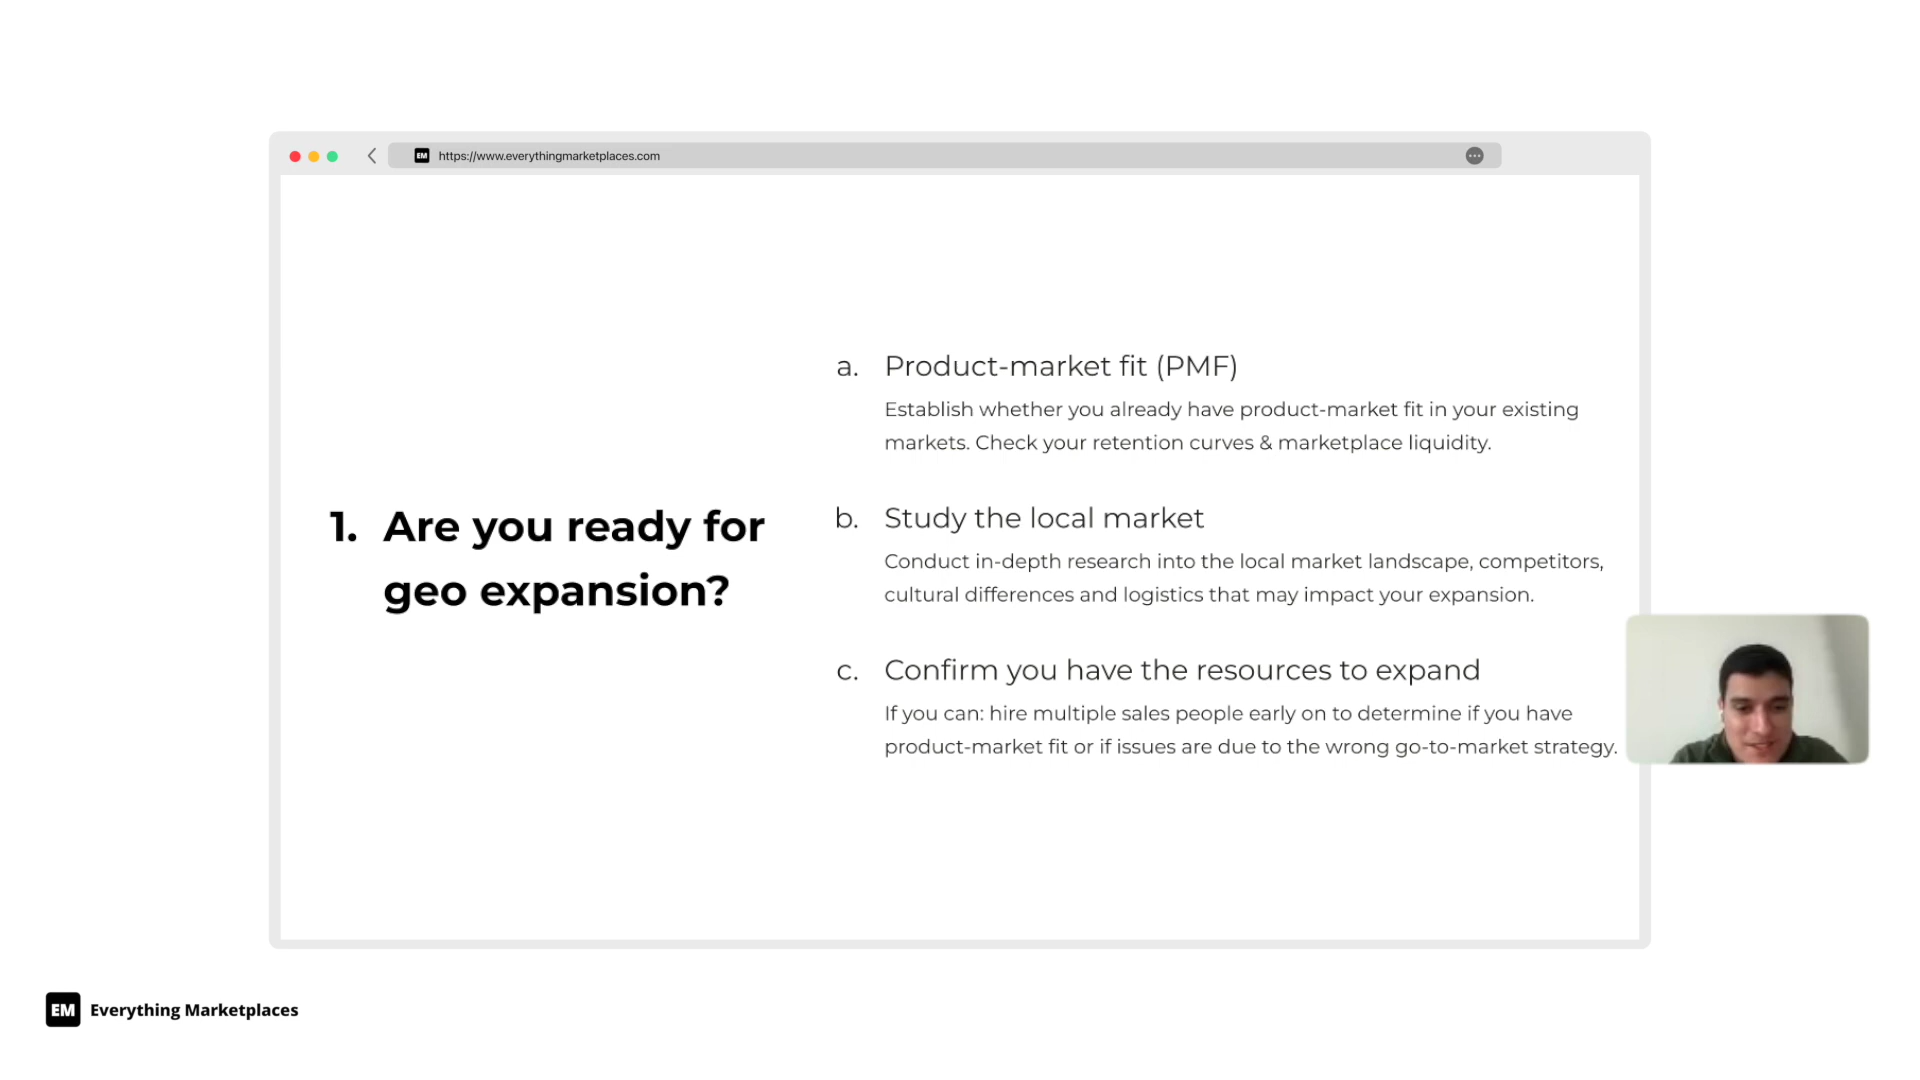 EM https://www.everythingmarketplaces.com
1. Are you ready for
geo expansion?
a. Product-market fit (PMF)
Establish whether you already have product-market fit in your existing
markets. Check your retention curves & marketplace liquidity.
b. Study the local market
Conduct in-depth research into the local market landscape, competitors,
cultural differences and logistics that may impact your expansion.
c. Confirm you have the resources to expand
If you can: hire multiple sales people early on to determine if you have
product-market fit or if issues are due to the wrong go-to-market strategy.
EM Everything Marketplaces